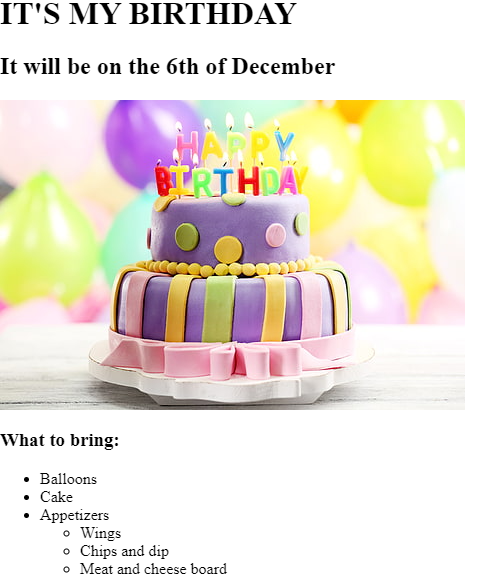 IT'S MY BIRTHDAY
It will be on the 6th of December
HAPPY
BIRTHDAY
What to bring:
Balloons
Cake
Appetizers
Wings
Chips and dip
Meat and cheese board